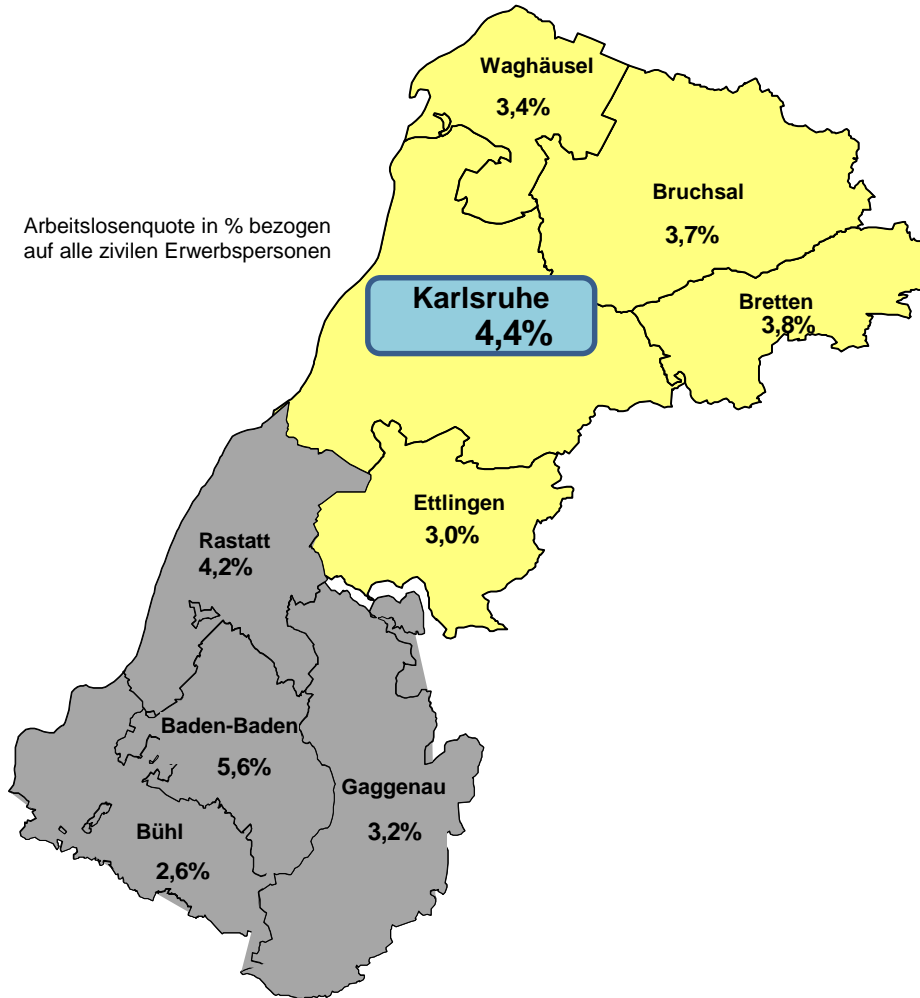 Waghäusel
3,4%
Bruchsal
3,7%
Arbeitslosenquote in % bezogen
auf alle zivilen Erwerbspersonen
Karlsruhe
4,4%
Bretten
3,8%
Ettlingen
3,0%
Rastatt
4,2%
Baden-Baden
5,6%
Gaggenau
3,2%
Bühl
2,6%